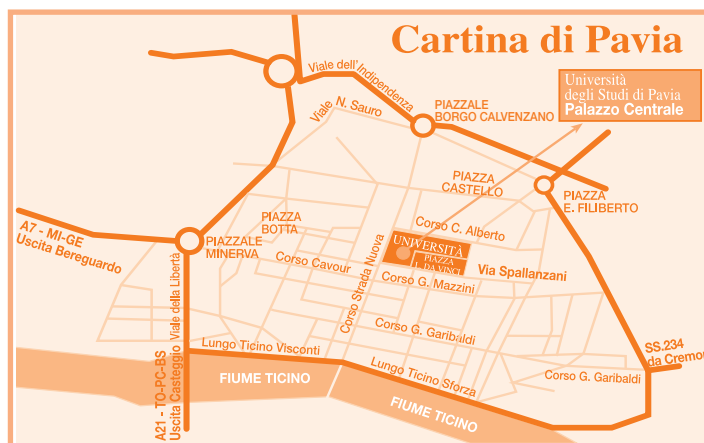 Cartina di Pavia
Viale dell'Indipendenza
Università
degli Studi di Pavia
Palazzo Centrale
Viale N. Sauro
PIAZZALE
BORGO CALVENZANO
PIAZZA
CASTELLO
PIAZZA
E. FILIBERTO
A7 - MI-GE
Uscita Bereguardo
PIAZZA
BOTTA
PIAZZALE
MINERVA
Corso C. Alberto
UNIVERSITÀ
PIAZZA
L. DA VINCI
Via Spallanzani
Corso Cavour
Corso G. Mazzini
Corso Strada Nuova
Viale della Libertà
Corso G. Garibaldi
Lungo Ticino Visconti
Lungo Ticino Sforza
Corso G. Garibaldi
SS.234
da Cremon
A21 - TO-PC-BS
Uscita Casteggio
FIUME TICINO
FIUME TICINO